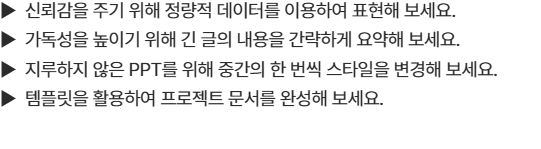 ▶ 신뢰감을 주기 위해 정량적 데이터를 이용하여 표현해 보세요.
▶ 가독성을 높이기 위해 긴 글의 내용을 간략하게 요약해 보세요.
▶ 지루하지 않은 PPT를 위해 중간의 한 번씩 스타일을 변경해 보세요.
▶ 템플릿을 활용하여 프로젝트 문서를 완성해 보세요.